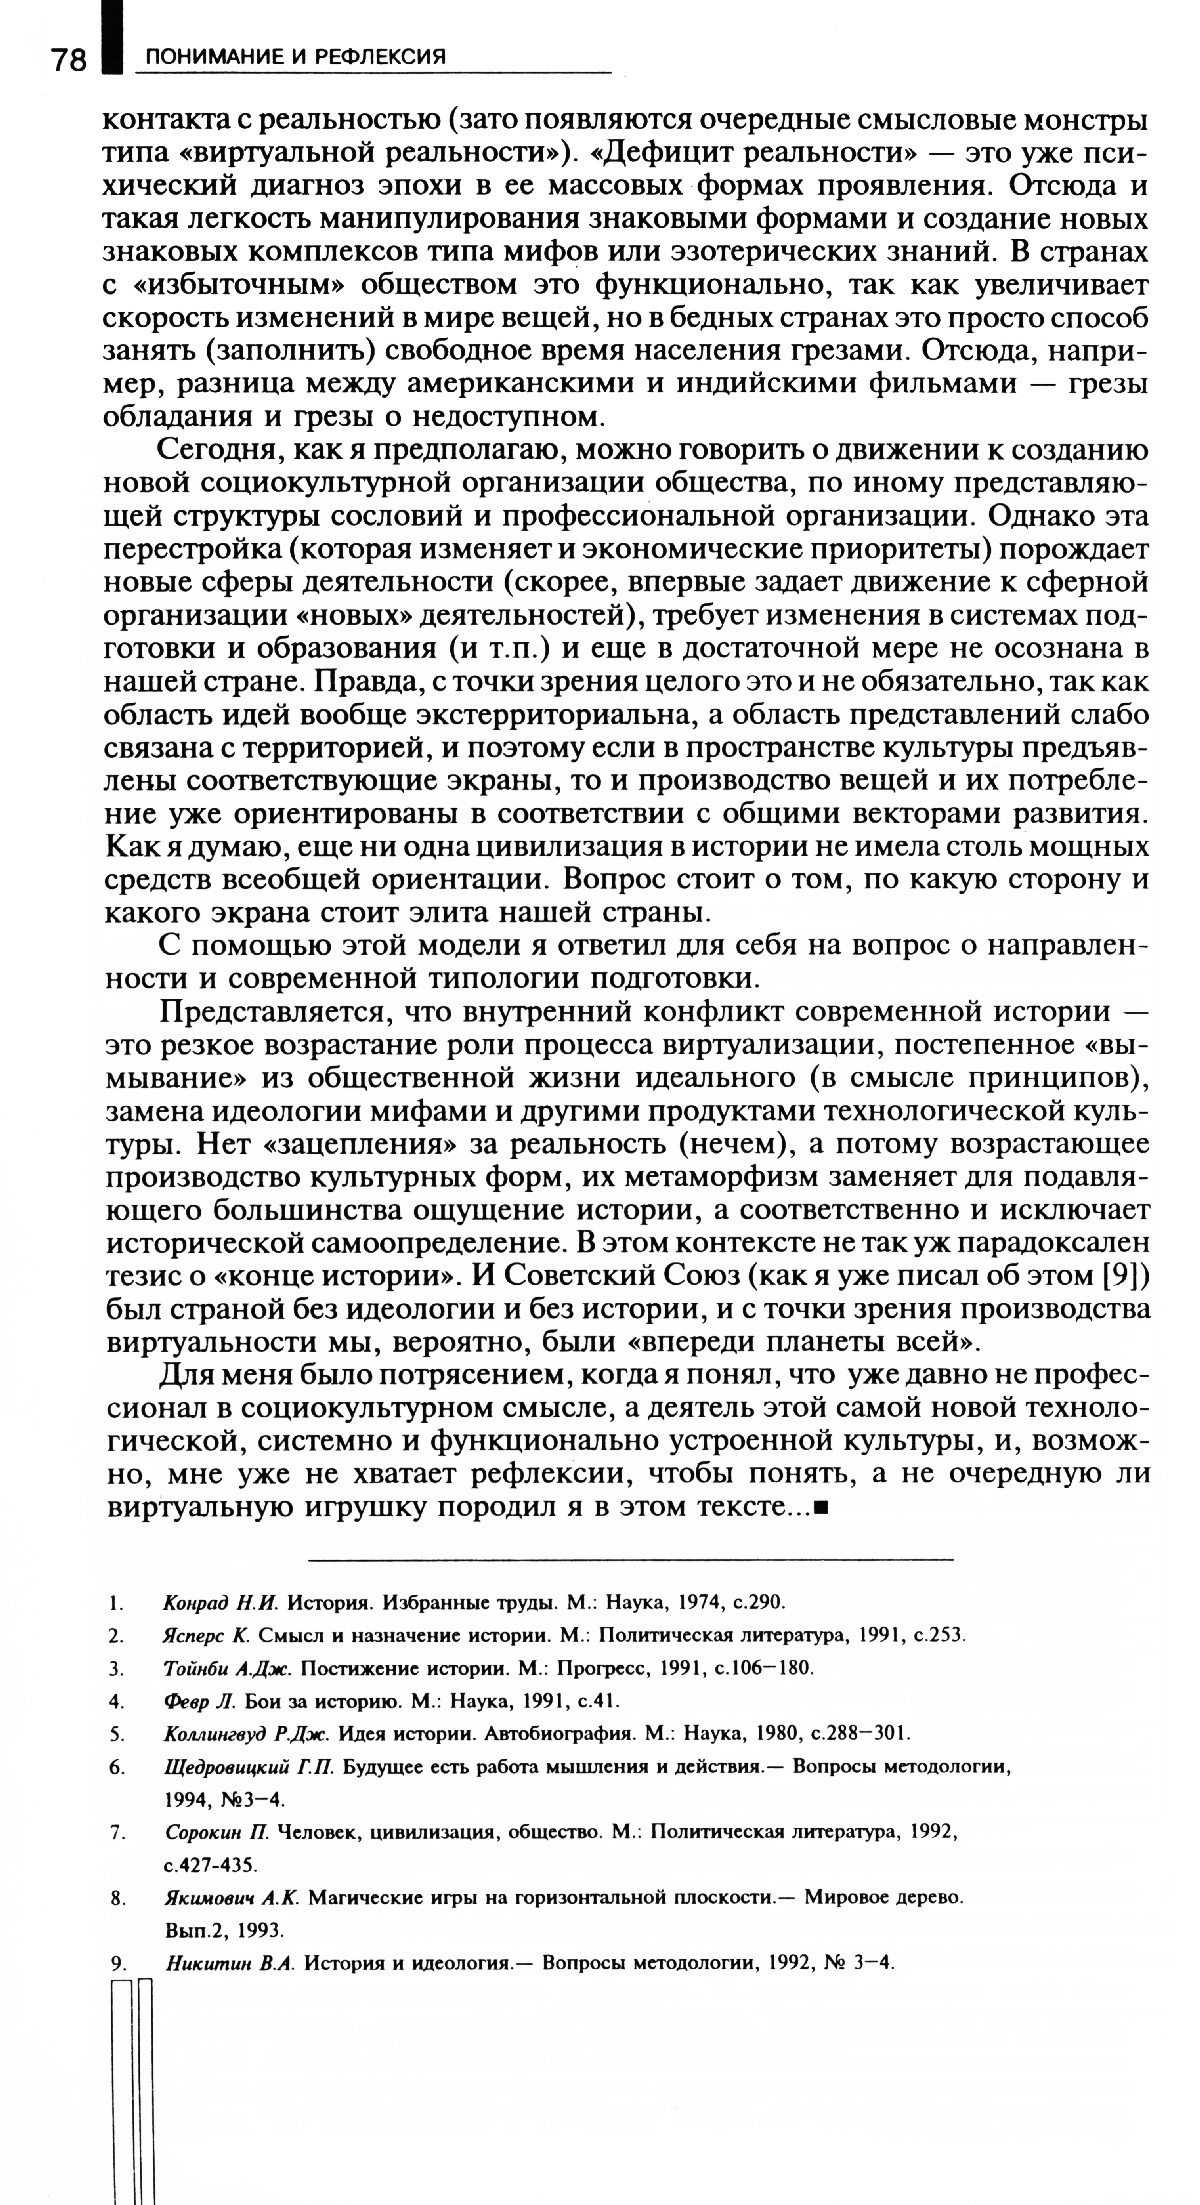 78
ПОНИМАНИЕ И РЕФЛЕКСИЯ
контакта с реальностью (зато появляются очередные смысловые монстры
типа «виртуальной реальности»). «Дефицит реальности» — это уже пси-
хический диагноз эпохи в ее массовых формах проявления. Отсюда и
такая легкость манипулирования знаковыми формами и создание новых
знаковых комплексов типа мифов или эзотерических знаний. В странах
с «избыточным» обществом это функционально, так как увеличивает
скорость изменений в мире вещей, но в бедных странах это просто способ
занять (заполнить) свободное время населения грезами. Отсюда, напри-
мер, разница между американскими и индийскими фильмами — грезы
обладания и грезы о недоступном.
Сегодня, как я предполагаю, можно говорить о движении к созданию
новой социокультурной организации общества, по иному представляю-
щей структуры сословий и профессиональной организации. Однако эта
перестройка (которая изменяет и экономические приоритеты) порождает
новые сферы деятельности (скорее, впервые задает движение к сферной
организации «новых» деятельностей), требует изменения в системах под-
готовки и образования (и т.п.) и еще в достаточной мере не осознана в
нашей стране. Правда, с точки зрения целого это и не обязательно, так как
область идей вообще экстерриториальна, а область представлений слабо
связана с территорией, и поэтому если в пространстве культуры предъяв-
лены соответствующие экраны, то и производство вещей и их потребле-
ние уже ориентированы в соответствии с общими векторами развития.
Как я думаю, еще ни одна цивилизация в истории не имела столь мощных
средств всеобщей ориентации. Вопрос стоит о том, по какую сторону и
какого экрана стоит элита нашей страны.
С помощью этой модели я ответил для себя на вопрос о направлен-
ности и современной типологии подготовки.
Представляется, что внутренний конфликт современной истории —
это резкое возрастание роли процесса виртуализации, постепенное «вы-
мывание» из общественной жизни идеального (в смысле принципов),
замена идеологии мифами и другими продуктами технологической куль-
туры. Нет «зацепления» за реальность (нечем), а потому возрастающее
производство культурных форм, их метаморфизм заменяет для подавля-
ющего большинства ощущение истории, а соответственно и исключает
исторической самоопределение. В этом контексте не так уж парадоксален
тезис о «конце истории». И Советский Союз (как я уже писал об этом [9])
был страной без идеологии и без истории, и с точки зрения производства
виртуальности мы, вероятно, были «впереди планеты всей».
Для меня было потрясением, когда я понял, что уже давно не профес-
сионал в социокультурном смысле, а деятель этой самой новой техноло-
гической, системно и функционально устроенной культуры, и, возмож-
но, мне уже не хватает рефлексии, чтобы понять, а не очередную ли
виртуальную игрушку породил я в этом тексте...■
1. Конрад Н.И. История. Избранные труды. М.: Наука, 1974, с.290.
2. Ясперс К. Смысл и назначение истории. М.: Политическая литература, 1991, с.253.
3. Тойнби А.Дж. Постижение истории. М.: Прогресс, 1991, с.106—180.
4. Февр Л. Бои за историю. М.: Наука, 1991, с.41.
5. Коллингвуд Р.Дж. Идея истории. Автобиография. М.: Наука, 1980, с.288—301.
6. Щедровицкий Г.П. Будущее есть работа мышления и действия.— Вопросы методологии,
1994, №3—4.
7. Сорокин П. Человек, цивилизация, общество. М.: Политическая литература, 1992,
с.427-435.
8. Якимович А.К. Магические игры на горизонтальной плоскости.— Мировое дерево.
Вып.2, 1993.
9. Никитин В.А. История и идеология.— Вопросы методологии, 1992, № 3—4.